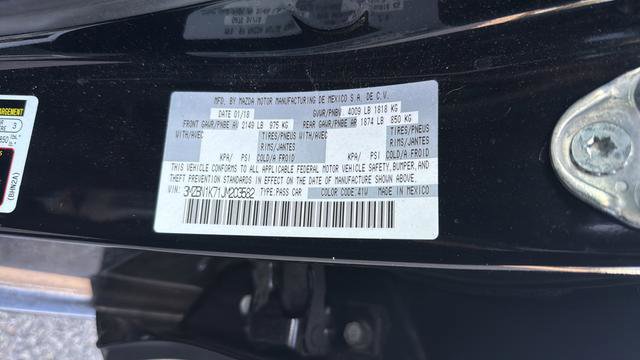 MFD. BY MAZDA MOTOR MANUFACTURING DE MEXICO S.A. DE C.V.
DATE 01/18 GVWR/PNBV 4009 LB 1818 KG
FRONT GAWR/PNBE AV 2149 LB 975 KG REAR GAWR/PNBE AR 1874 LB 850 KG
WITH/AVEC TIRES/PNEUS WITH/AVEC TIRES/PNEUS
RIMS/JANTES RIMS/JANTES
KPA/ PSI COLD/A FROID KPA/ PSI COLD/A FROID
THIS VEHICLE CONFORMS TO ALL APPLICABLE FEDERAL MOTOR VEHICLE SAFETY, BUMPER, AND
THEFT PREVENTION STANDARDS IN EFFECT ON THE DATE OF MANUFACTURE SHOWN ABOVE.
VIN: 3MZBN1K71JM203582 TYPE:PASS CAR COLOR CODE:41W MADE IN MEXICO
ARGEMENT
3
(BHN2A)